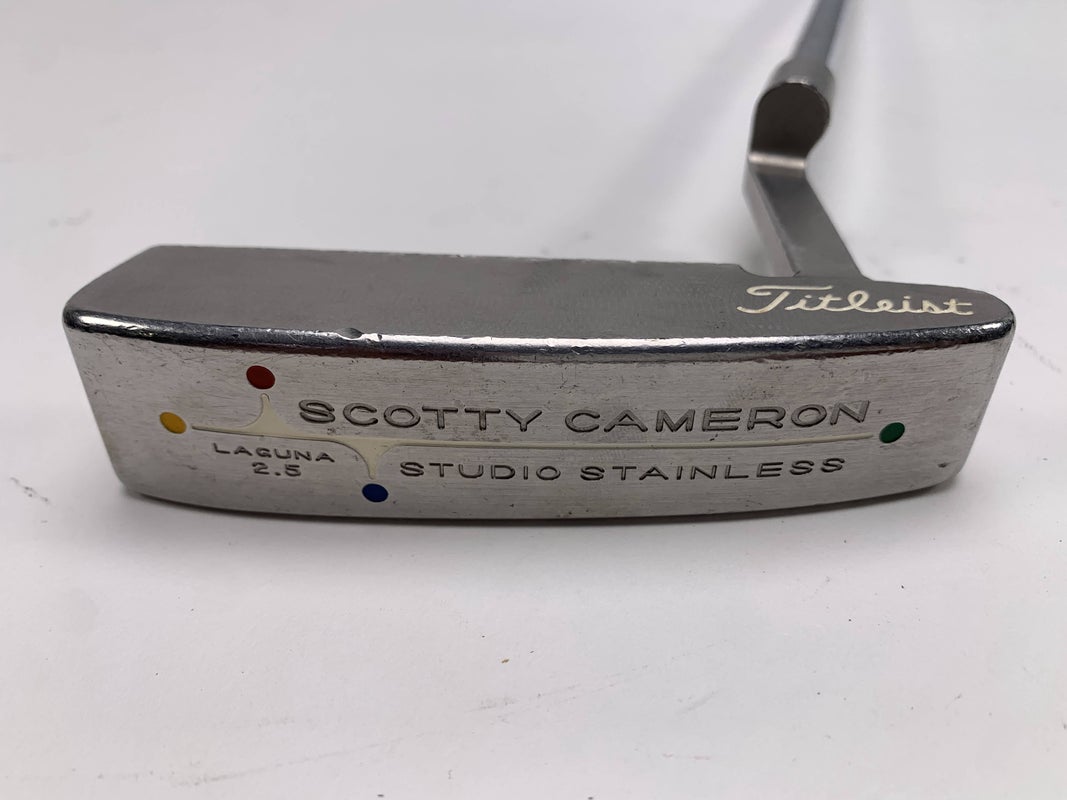 Titleist
SCOTTY CAMERON
LAGUNA
2.5
STUDIO STAINLESS